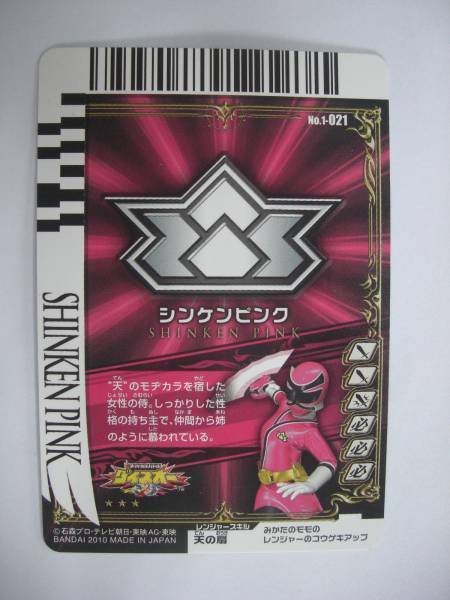 No.1-021
シンケンピンク
SHINKEN PINK
SHINKEN PINK
"天"のモヂカラを宿した
女性の侍。しっかりした性
格の持ち主で、仲間から姉
のように慕われている。
ダイスオー
★★★
©石森プロ・テレビ朝日・東映AG・東映
BANDAI 2010 MADE IN JAPAN
レンジャースキル
天の扇
みかたのモモの
レンジャーのコウゲキアップ
必
必
必